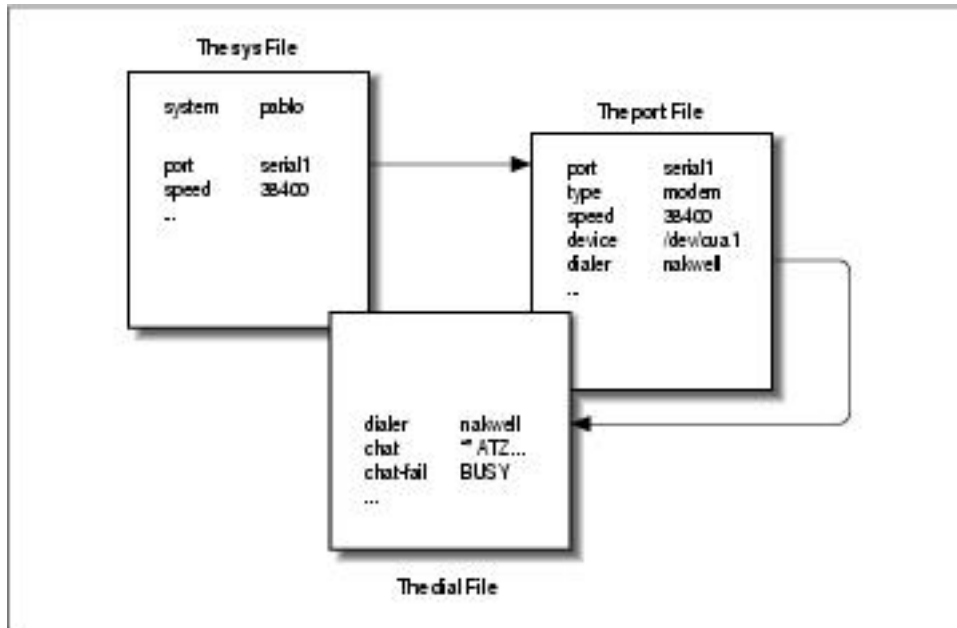 The sys File
system pablo
port serial1
speed 38400
...
The port File
port serial1
type modem
speed 38400
device /dev/cua1
dialer nakwell
...
dialer nakwell
chat "" ATZ...
chat-fail BUSY
...
The dial File